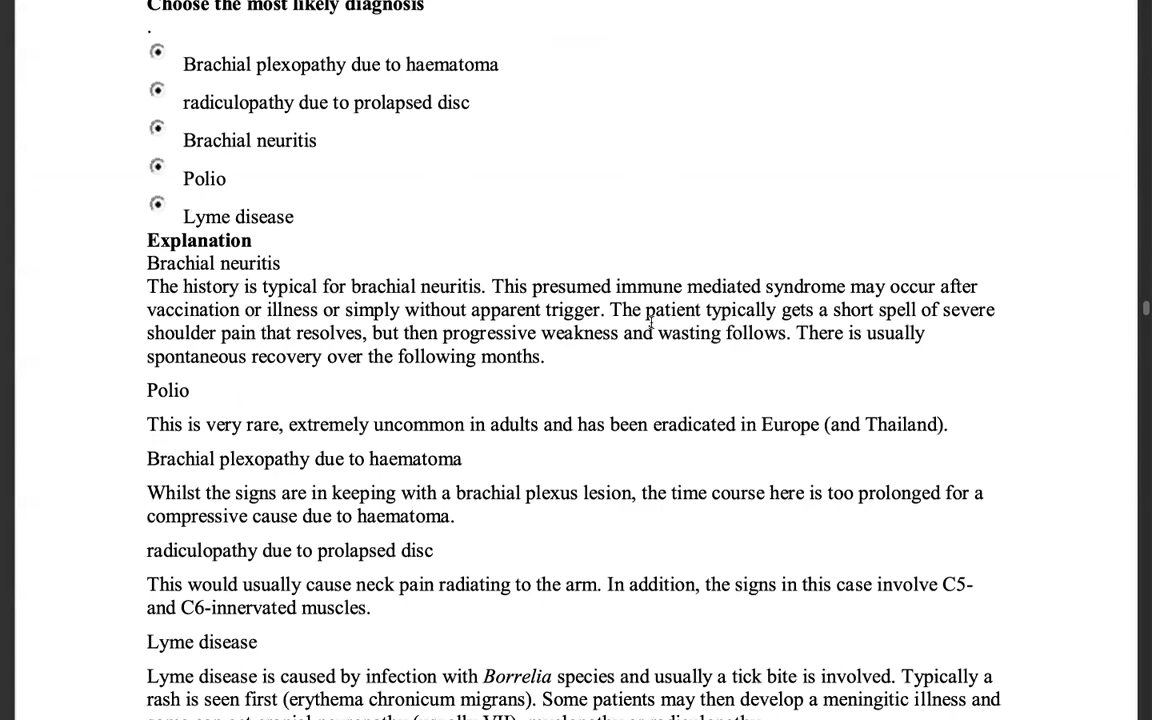 Choose the most likely diagnosis
.
Brachial plexopathy due to haematoma
radiculopathy due to prolapsed disc
Brachial neuritis
Polio
Lyme disease
Explanation
Brachial neuritis
The history is typical for brachial neuritis. This presumed immune mediated syndrome may occur after
vaccination or illness or simply without apparent trigger. The patient typically gets a short spell of severe
shoulder pain that resolves, but then progressive weakness and wasting follows. There is usually
spontaneous recovery over the following months.
Polio
This is very rare, extremely uncommon in adults and has been eradicated in Europe (and Thailand).
Brachial plexopathy due to haematoma
Whilst the signs are in keeping with a brachial plexus lesion, the time course here is too prolonged for a
compressive cause due to haematoma.
radiculopathy due to prolapsed disc
This would usually cause neck pain radiating to the arm. In addition, the signs in this case involve C5-
and C6-innervated muscles.
Lyme disease
Lyme disease is caused by infection with Borrelia species and usually a tick bite is involved. Typically a
rash is seen first (erythema chronicum migrans). Some patients may then develop a meningitic illness and